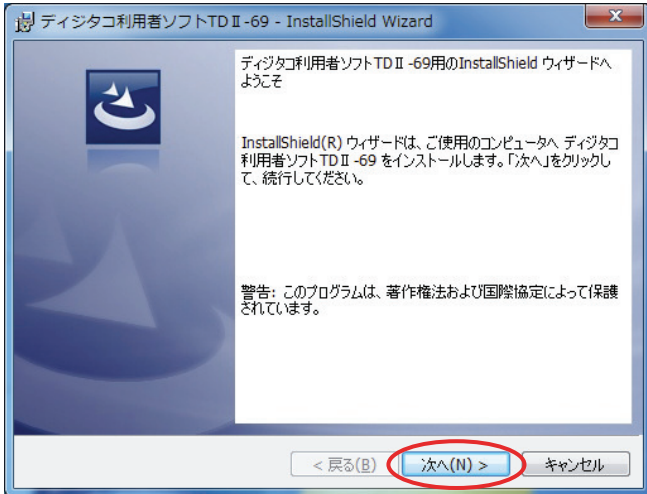 ディジタコ利用者ソフトTDⅡ-69 - InstallShield Wizard
ディジタコ利用者ソフトTDⅡ-69用のInstallShield ウィザードへ
ようこそ
InstallShield(R) ウィザードは、ご使用のコンピュータへ ディジタコ
利用者ソフトTDⅡ-69 をインストールします。「次へ」をクリックし
て、続行してください。
警告: このプログラムは、著作権法および国際協定によって保護
されています。
< 戻る(B) 次へ(N) > キャンセル